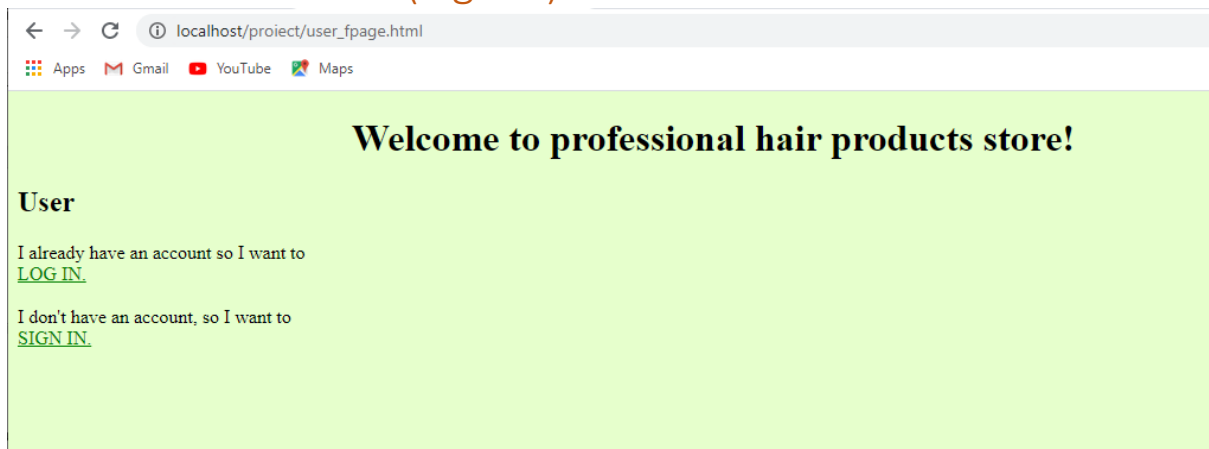 localhost/proiect/user_fpage.html
Apps Gmail YouTube Maps
Welcome to professional hair products store!
User
I already have an account so I want to
LOG IN.
I don't have an account, so I want to
SIGN IN.